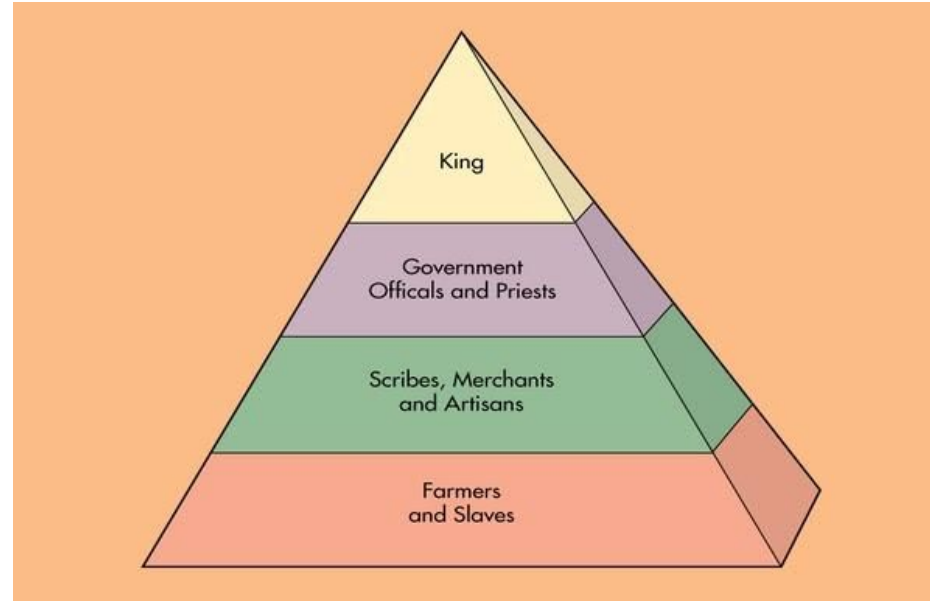 King
Government
Officals and Priests
Scribes, Merchants
and Artisans
Farmers
and Slaves